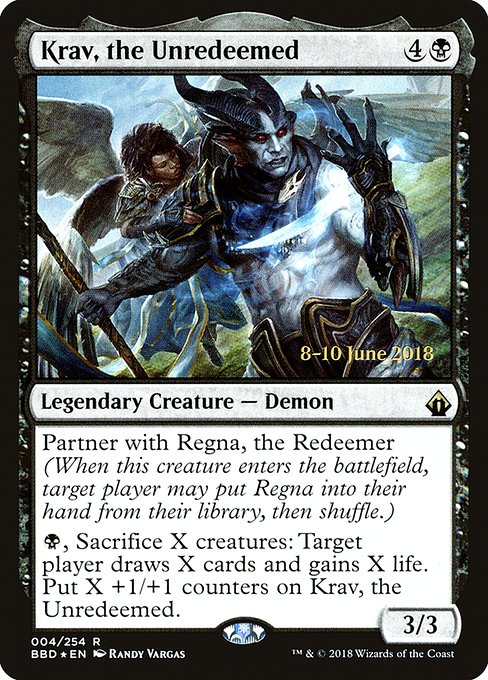 Krav, the Unredeemed 4
8-10 June 2018
Legendary Creature — Demon
Partner with Regna, the Redeemer
(When this creature enters the battlefield,
target player may put Regna into their
hand from their library, then shuffle.)
, Sacrifice X creatures: Target
player draws X cards and gains X life.
Put X +1/+1 counters on Krav, the
Unredeemed.
3/3
004/254 R
BBD ★ EN Randy Vargas
™ & © 2018 Wizards of the Coast